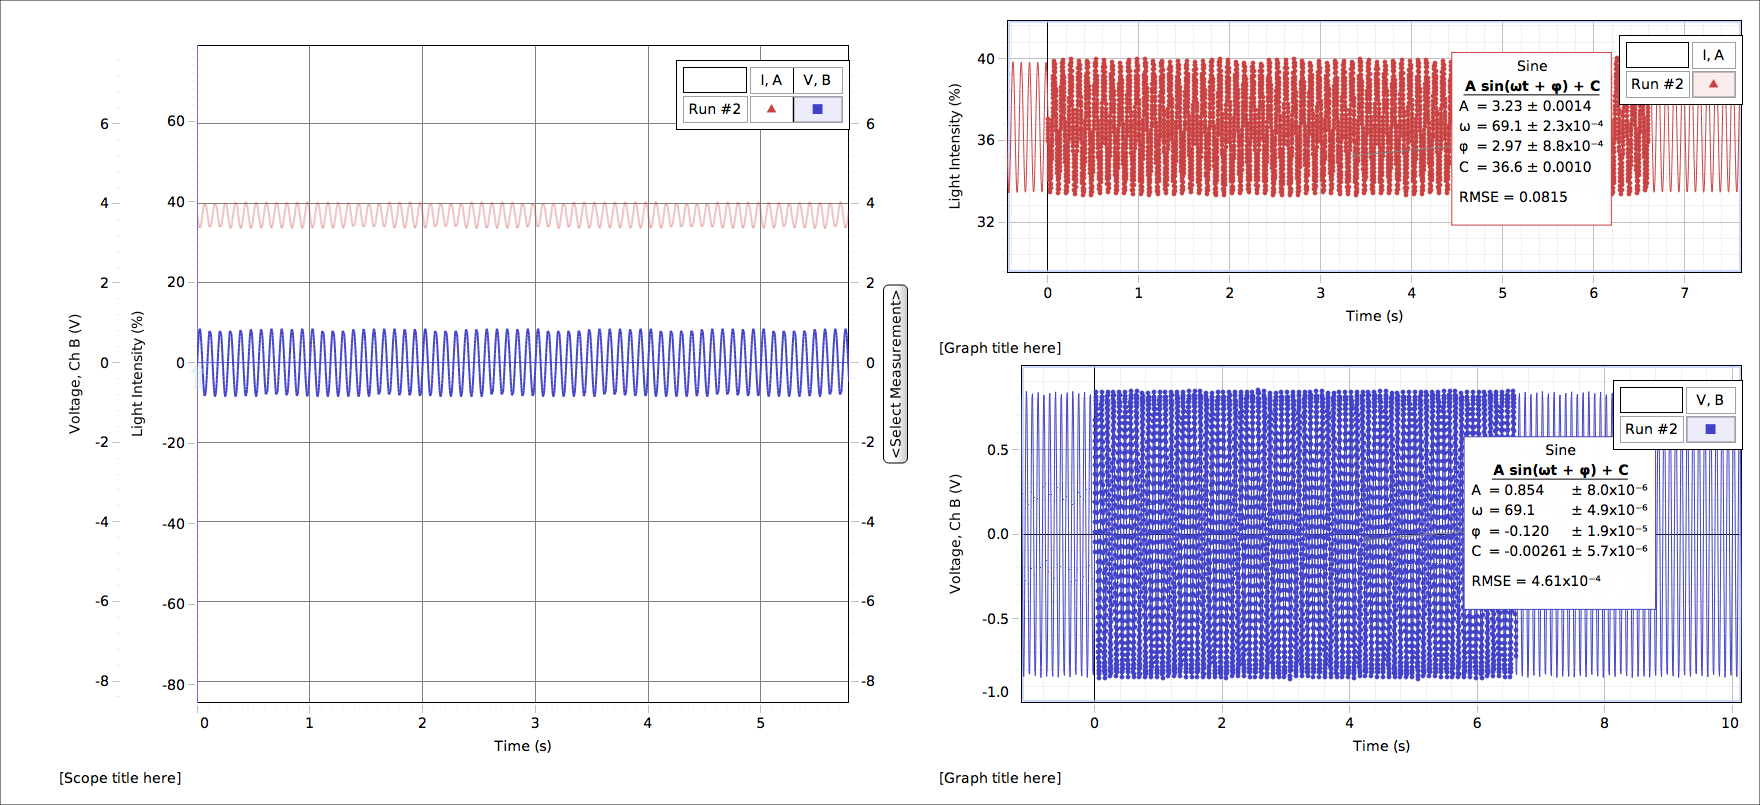 I, A V, B
Run #2
60
40
20
0
-20
-40
-60
-80
6
4
2
0
-2
-4
-6
-8
6
4
2
0
-2
-4
-6
-8
Voltage, Ch B (V)
Light Intensity (%)
<Select Measurement>
0 1 2 3 4 5
Time (s)
[Scope title here]
40
36
32
Light Intensity (%)
I, A
Run #2
Sine
A sin(ωt + φ) + C
A = 3.23 ± 0.0014
ω = 69.1 ± 2.3x10⁻⁴
φ = 2.97 ± 8.8x10⁻⁴
C = 36.6 ± 0.0010
RMSE = 0.0815
0 1 2 3 4 5 6 7
Time (s)
[Graph title here]
0.5
0.0
-0.5
-1.0
Voltage, Ch B (V)
V, B
Run #2
Sine
A sin(ωt + φ) + C
A = 0.854 ± 8.0x10⁻⁶
ω = 69.1 ± 4.9x10⁻⁶
φ = -0.120 ± 1.9x10⁻⁵
C = -0.00261 ± 5.7x10⁻⁶
RMSE = 4.61x10⁻⁴
0 2 4 6 8 10
Time (s)
[Graph title here]